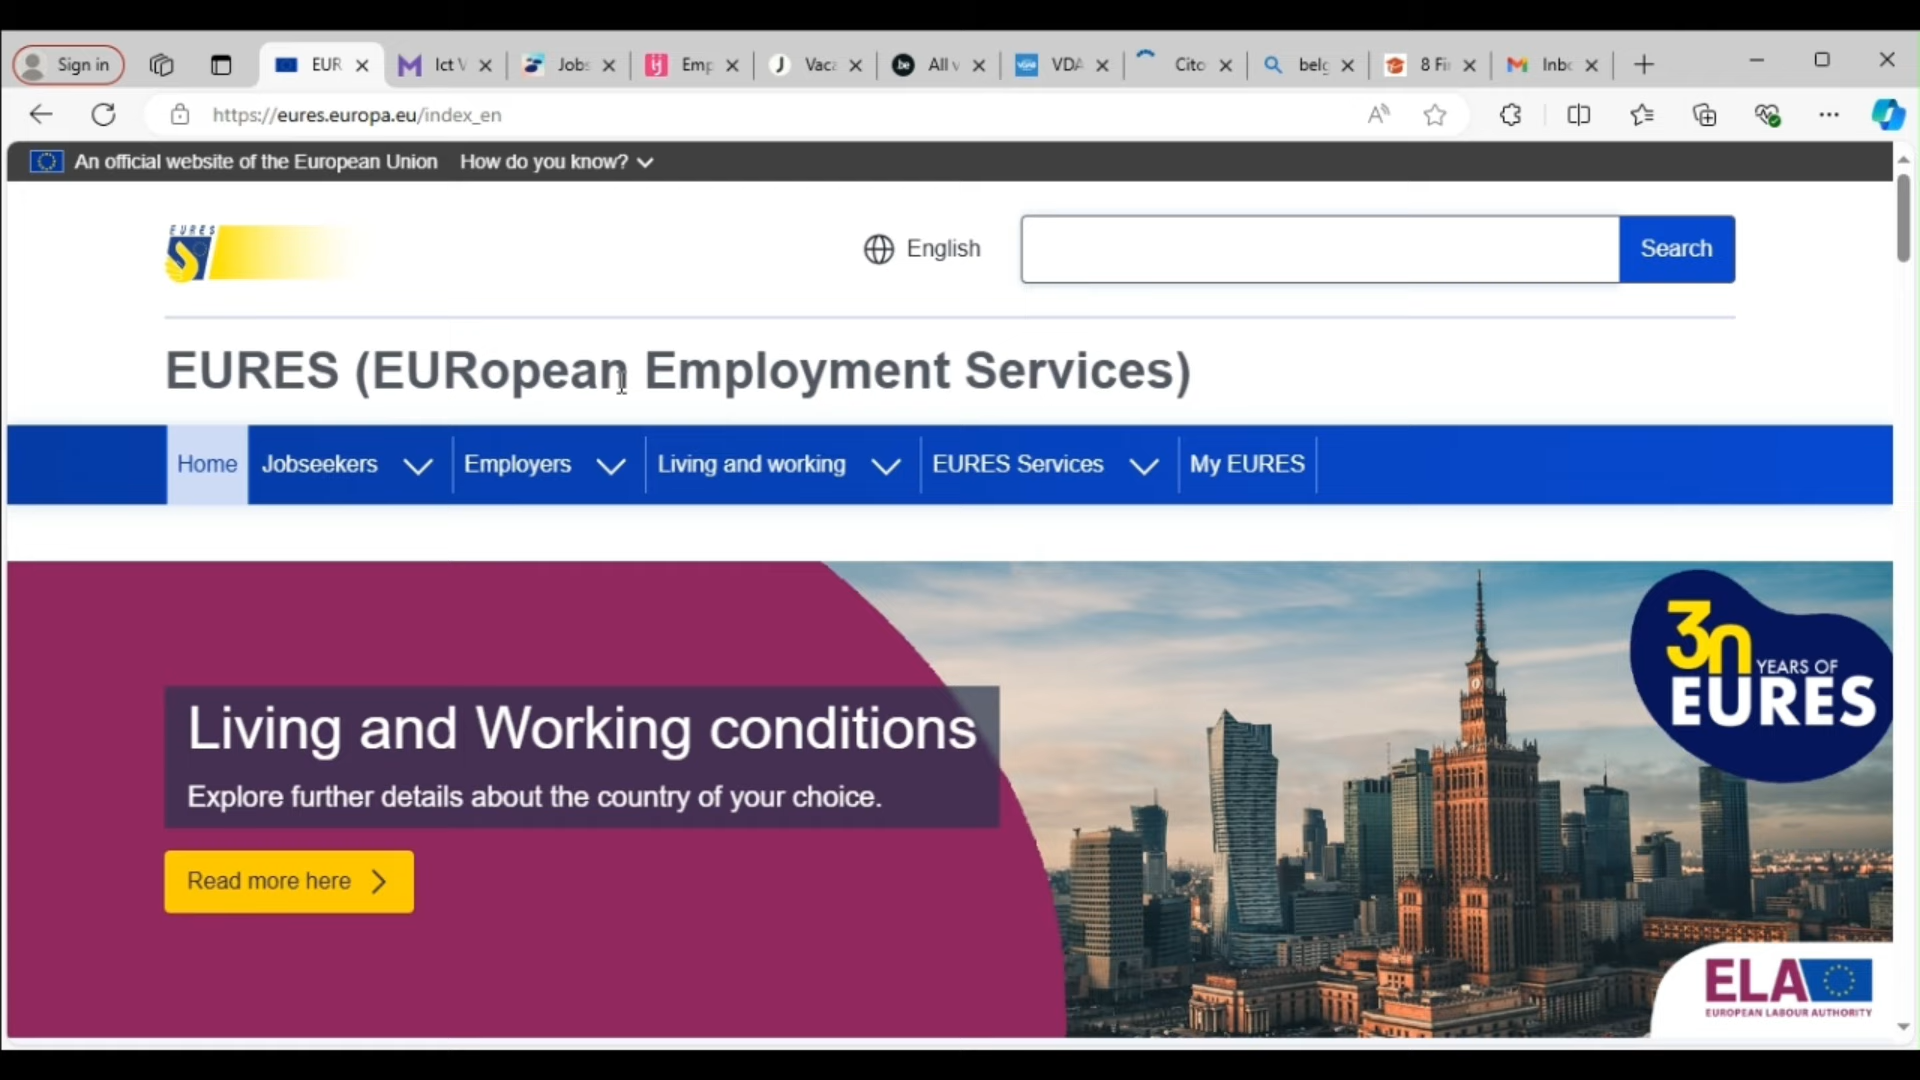 Sign in
EUR
Ict V
Jobs
Emp
Vaca
All v
VDA
Cito
belg
8 Fi
Inbo
https://eures.europa.eu/index_en
An official website of the European Union How do you know?
EURES
English
Search
EURES (EURopean Employment Services)
Home
Jobseekers
Employers
Living and working
EURES Services
My EURES
30 YEARS OF
EURES
Living and Working conditions
Explore further details about the country of your choice.
Read more here
ELA
EUROPEAN LABOUR AUTHORITY